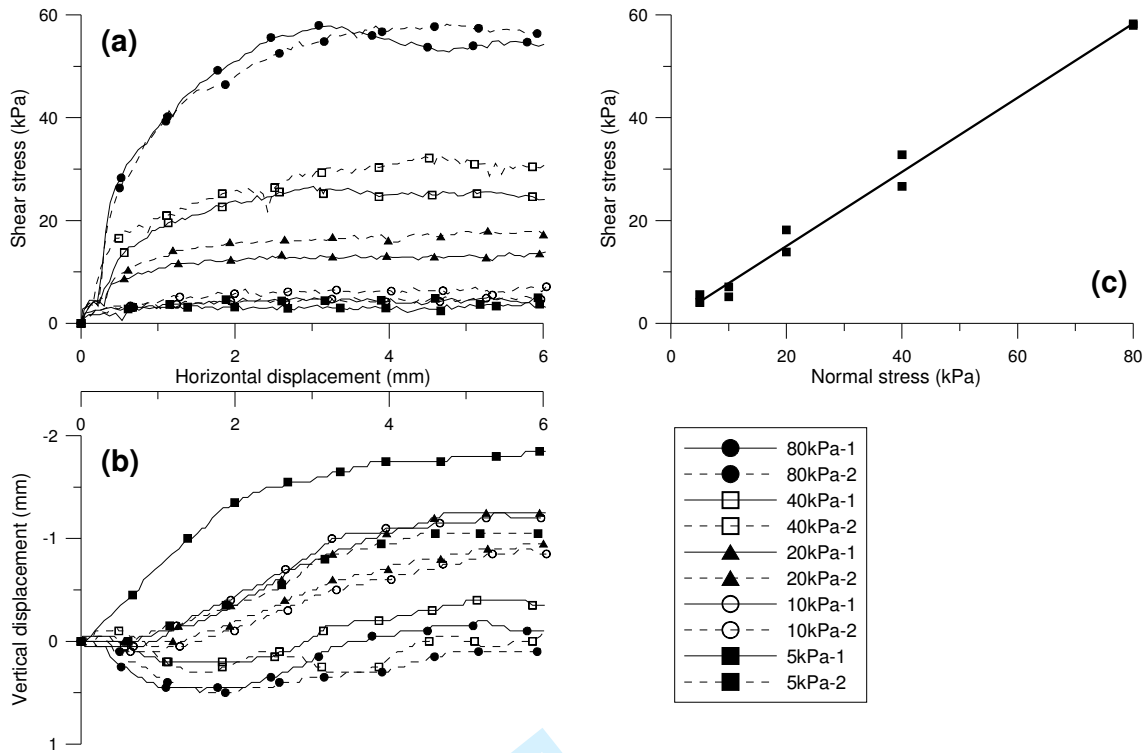 60
40
20
0
Shear stress (kPa)
(a)
0 2 4 6
Horizontal displacement (mm)
60
40
20
0
Shear stress (kPa)
(c)
0 20 40 60 80
Normal stress (kPa)
0 2 4 6
-2
-1
0
1
Vertical displacement (mm)
(b)
80kPa-1
80kPa-2
40kPa-1
40kPa-2
20kPa-1
20kPa-2
10kPa-1
10kPa-2
5kPa-1
5kPa-2